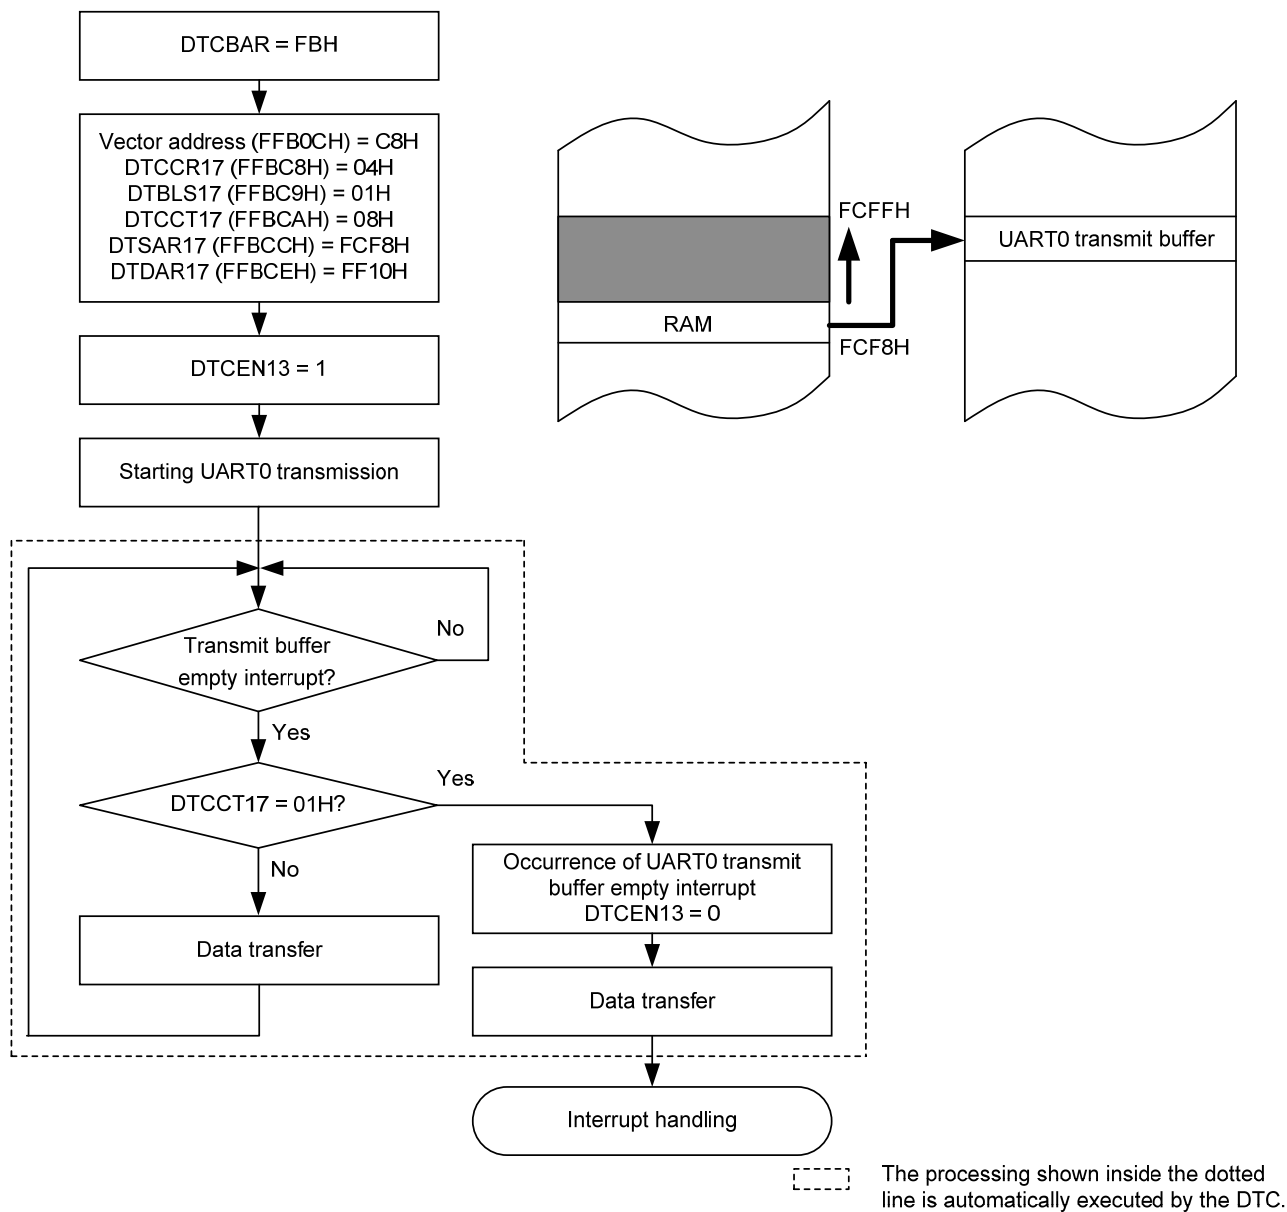 DTCBAR = FBH
Vector address (FFB0CH) = C8H
DTCCR17 (FFBC8H) = 04H
DTBLS17 (FFBC9H) = 01H
DTCCT17 (FFBCAH) = 08H
DTSAR17 (FFBCCH) = FCF8H
DTDAR17 (FFBCEH) = FF10H
DTCEN13 = 1
Starting UART0 transmission
FCFFH
UART0 transmit buffer
RAM
FCF8H
Transmit buffer
empty interrupt?
No
Yes
DTCCT17 = 01H?
Yes
No
Data transfer
Occurrence of UART0 transmit
buffer empty interrupt
DTCEN13 = 0
Data transfer
Interrupt handling
The processing shown inside the dotted
line is automatically executed by the DTC.